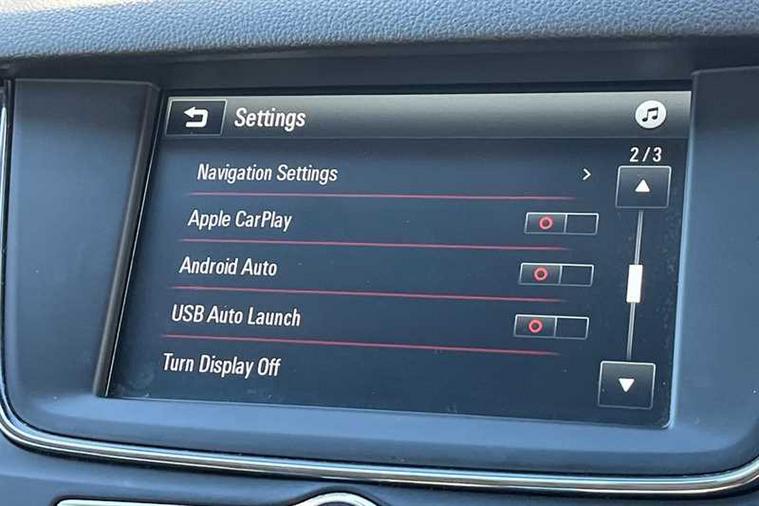 Settings
2/3
Navigation Settings
Apple CarPlay
Android Auto
USB Auto Launch
Turn Display Off